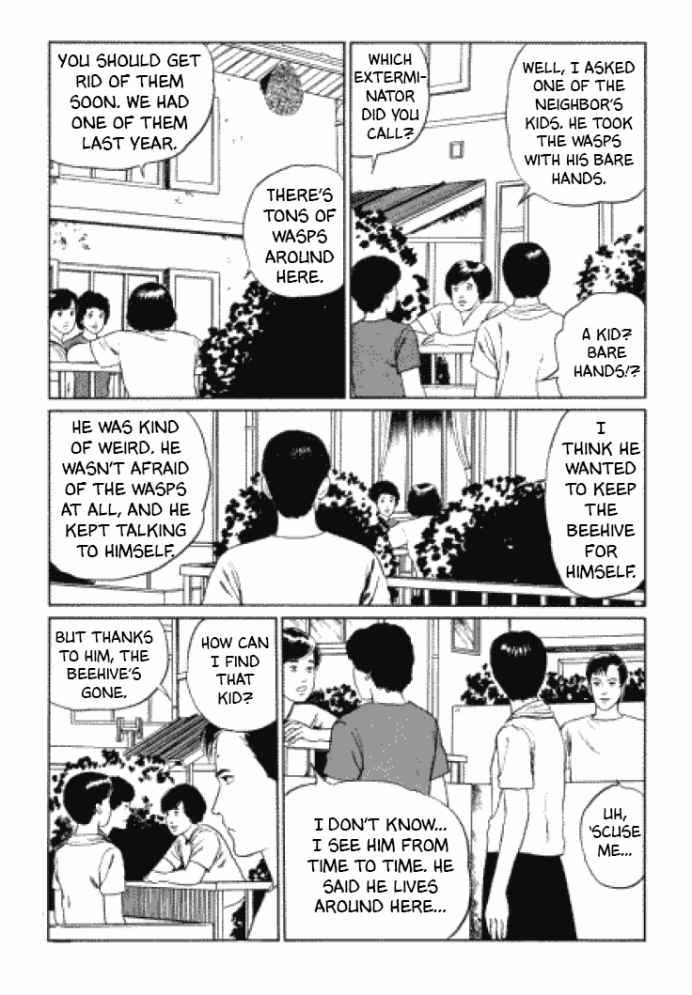 YOU SHOULD GET
RID OF THEM
SOON. WE HAD
ONE OF THEM
LAST YEAR.
THERE'S
TONS OF
WASPS
AROUND
HERE.
WHICH
EXTERMI-
NATOR
DID YOU
CALL?
WELL, I ASKED
ONE OF THE
NEIGHBOR'S
KIDS. HE TOOK
THE WASPS
WITH HIS BARE
HANDS.
A KID?
BARE
HANDS!?
HE WAS KIND
OF WEIRD. HE
WASN'T AFRAID
OF THE WASPS
AT ALL, AND HE
KEPT TALKING
TO HIMSELF.
I
THINK HE
WANTED
TO KEEP
THE
BEEHIVE
FOR
HIMSELF.
BUT THANKS
TO HIM, THE
BEEHIVE'S
GONE.
HOW CAN
I FIND
THAT
KID?
I DON'T KNOW...
I SEE HIM FROM
TIME TO TIME. HE
SAID HE LIVES
AROUND HERE...
UH,
'SCUSE
ME...